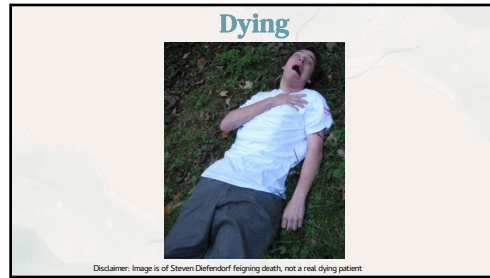 Dying
Disclaimer: Image is of Steven Diefendorf feigning death, not a real dying patient